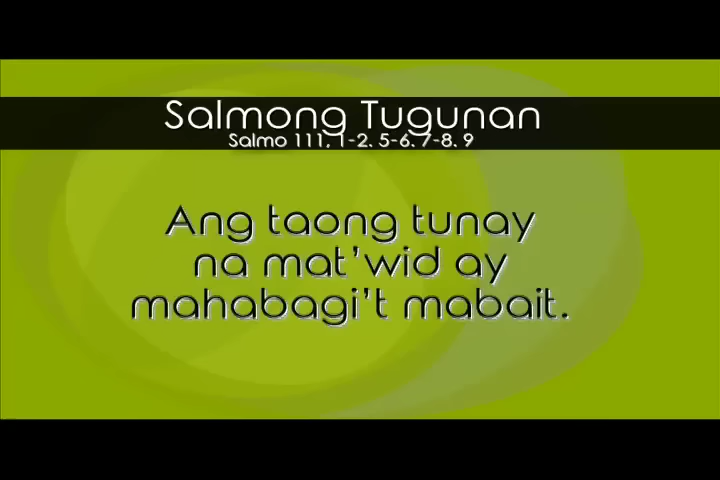 Salmong Tugunan
Salmo 111, 1-2. 5-6. 7-8. 9
Ang taong tunay
na mat'wid ay
mahabagi't mabait.